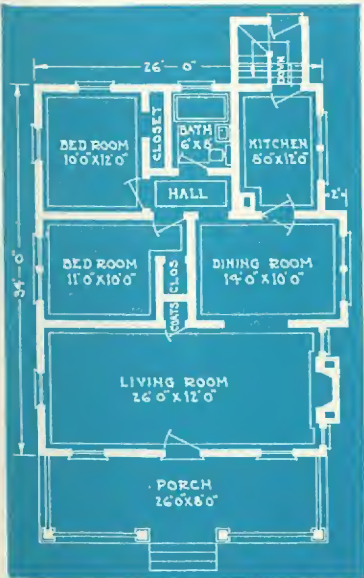 26'-0"
DOWN
BED ROOM
10'0"X12'0"
CLOSET
BATH
6'X8'
KITCHEN
8'0"X12'0"
HALL
2'
34'-0"
BED ROOM
11'0"X10'0"
CLOS
DINING ROOM
14'0"X10'0"
COATS
LIVING ROOM
26'0"X12'0"
PORCH
26'0"X8'0"